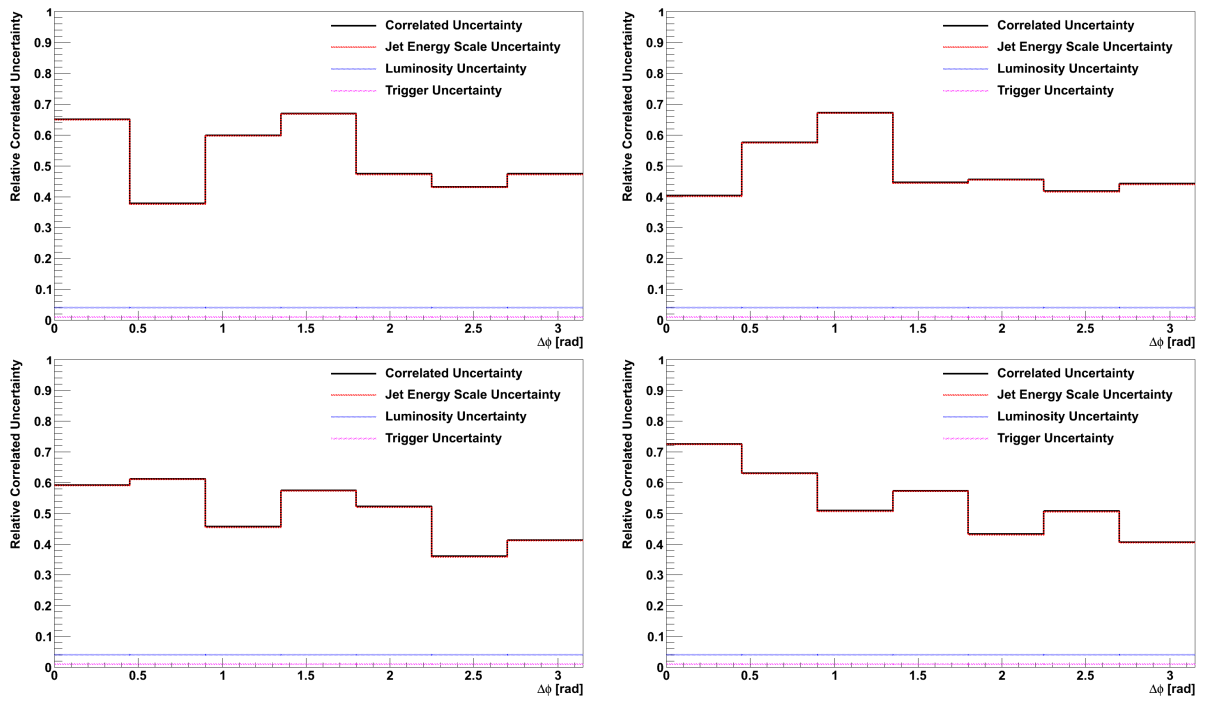 Relative Correlated Uncertainty
1
0.9
0.8
0.7
0.6
0.5
0.4
0.3
0.2
0.1
0
Correlated Uncertainty
Jet Energy Scale Uncertainty
Luminosity Uncertainty
Trigger Uncertainty
0 0.5 1 1.5 2 2.5 3
Δϕ [rad]
Relative Correlated Uncertainty
1
0.9
0.8
0.7
0.6
0.5
0.4
0.3
0.2
0.1
0
Correlated Uncertainty
Jet Energy Scale Uncertainty
Luminosity Uncertainty
Trigger Uncertainty
0 0.5 1 1.5 2 2.5 3
Δϕ [rad]
Relative Correlated Uncertainty
1
0.9
0.8
0.7
0.6
0.5
0.4
0.3
0.2
0.1
0
Correlated Uncertainty
Jet Energy Scale Uncertainty
Luminosity Uncertainty
Trigger Uncertainty
0 0.5 1 1.5 2 2.5 3
Δϕ [rad]
Relative Correlated Uncertainty
1
0.9
0.8
0.7
0.6
0.5
0.4
0.3
0.2
0.1
0
Correlated Uncertainty
Jet Energy Scale Uncertainty
Luminosity Uncertainty
Trigger Uncertainty
0 0.5 1 1.5 2 2.5 3
Δϕ [rad]